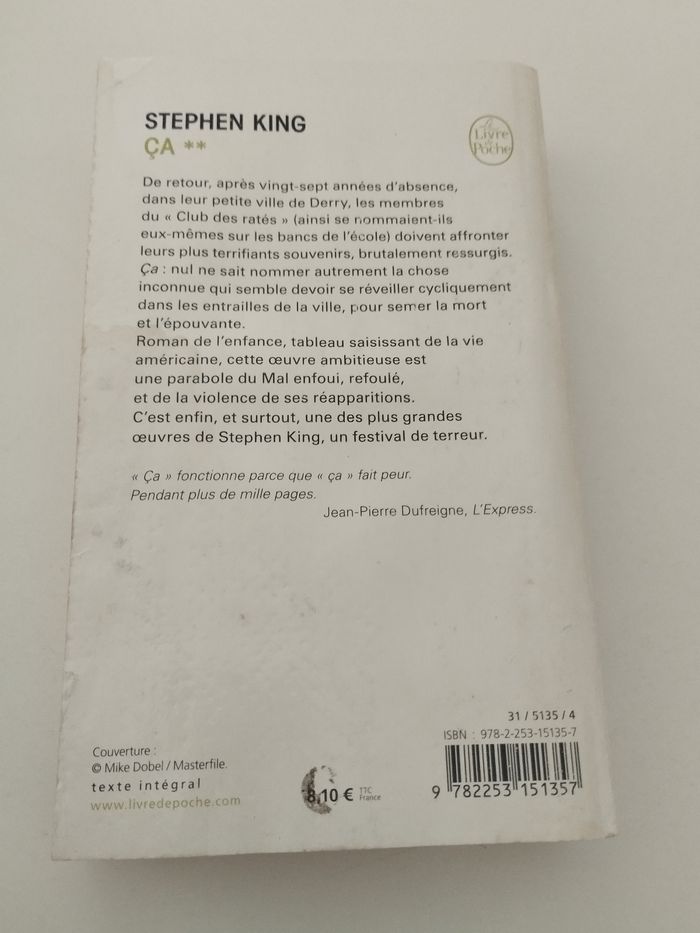 STEPHEN KING
ÇA **
Le
Livre
de
Poche
De retour, après vingt-sept années d'absence,
dans leur petite ville de Derry, les membres
du « Club des ratés » (ainsi se nommaient-ils
eux-mêmes sur les bancs de l'école) doivent affronter
leurs plus terrifiants souvenirs, brutalement ressurgis.
Ça : nul ne sait nommer autrement la chose
inconnue qui semble devoir se réveiller cycliquement
dans les entrailles de la ville, pour semer la mort
et l'épouvante.
Roman de l'enfance, tableau saisissant de la vie
américaine, cette œuvre ambitieuse est
une parabole du Mal enfoui, refoulé,
et de la violence de ses réapparitions.
C'est enfin, et surtout, une des plus grandes
œuvres de Stephen King, un festival de terreur.
« Ça » fonctionne parce que « ça » fait peur.
Pendant plus de mille pages.
Jean-Pierre Dufreigne, L'Express.
Couverture :
© Mike Dobel / Masterfile.
texte intégral
www.livredepoche.com
8,10 € TTC
France
31 / 5135 / 4
ISBN : 978-2-253-15135-7
9 782253 151357